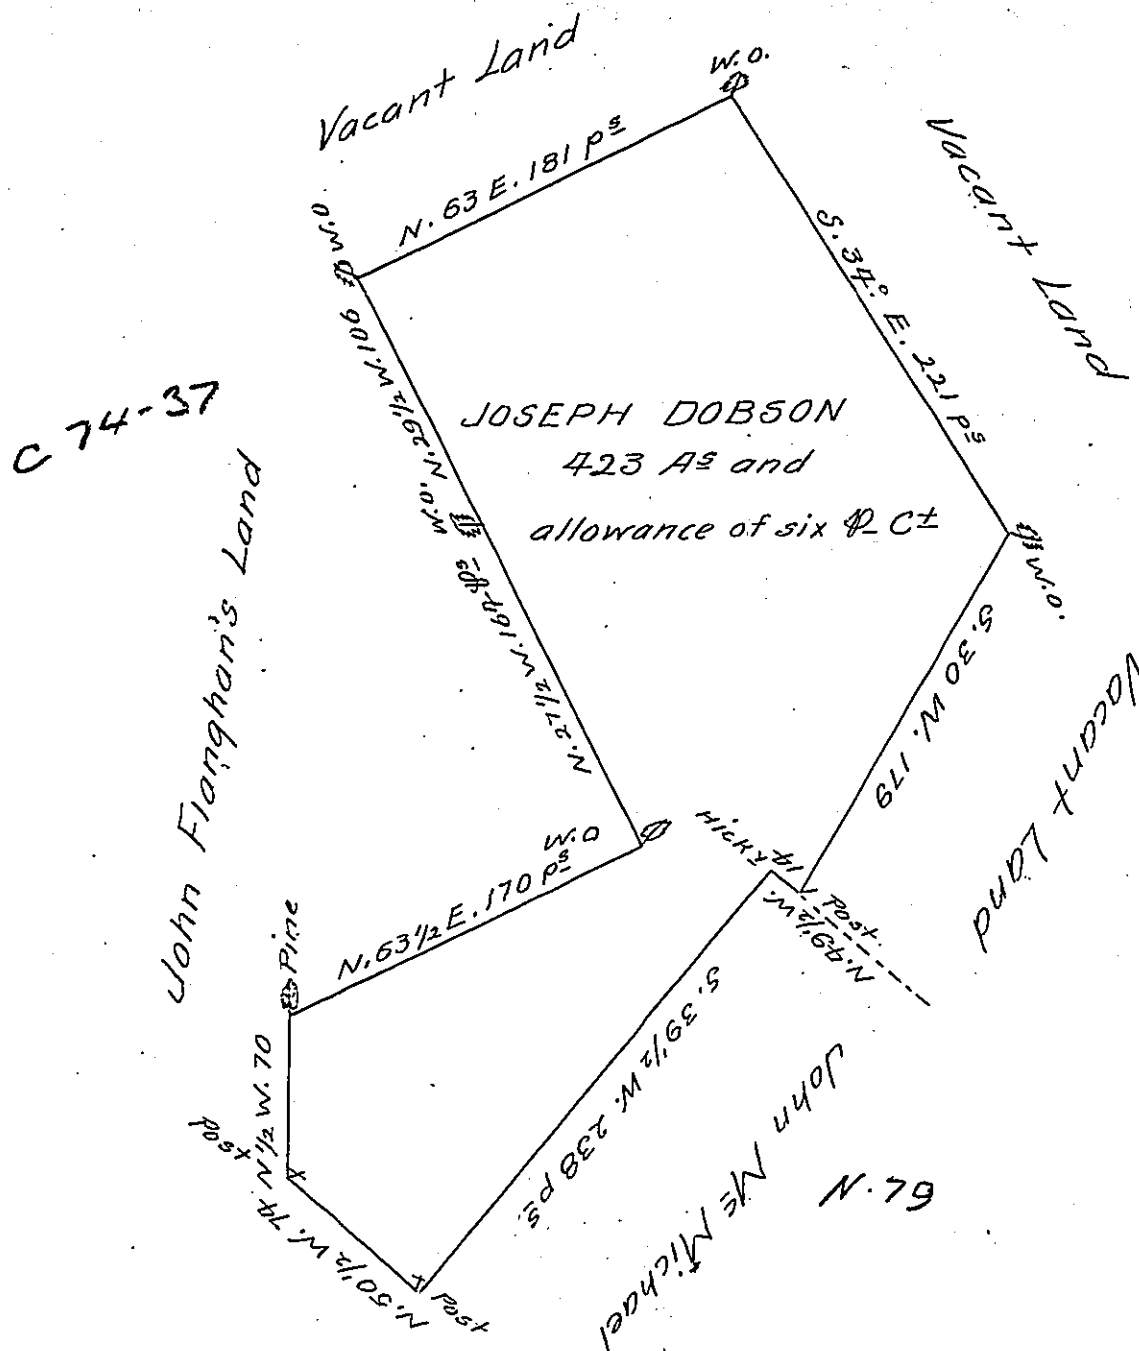 Vacant Land
W.O.
N. 63 E. 181 pˢ
W.O
Vacant Land
S. 34° E. 221 pˢ
N. 29½ W. 106
C 74-37
JOSEPH DOBSON
423 Aˢ and
allowance of six ⅌ Cᵗ
W.O.
W.O.
John Flanghan's Land
N. 27½ W. 164 pˢ
S. 30 W. 179
Vacant Land
W.O
Hicky
14
Post.
N. 49½ W.
N. 63½ E. 170 pˢ
Pine
S. 39½ W. 238 pˢ.
N ½ W. 70
Post
N. 50½ W. 74
Post
John Mᶜ Michael
N. 79